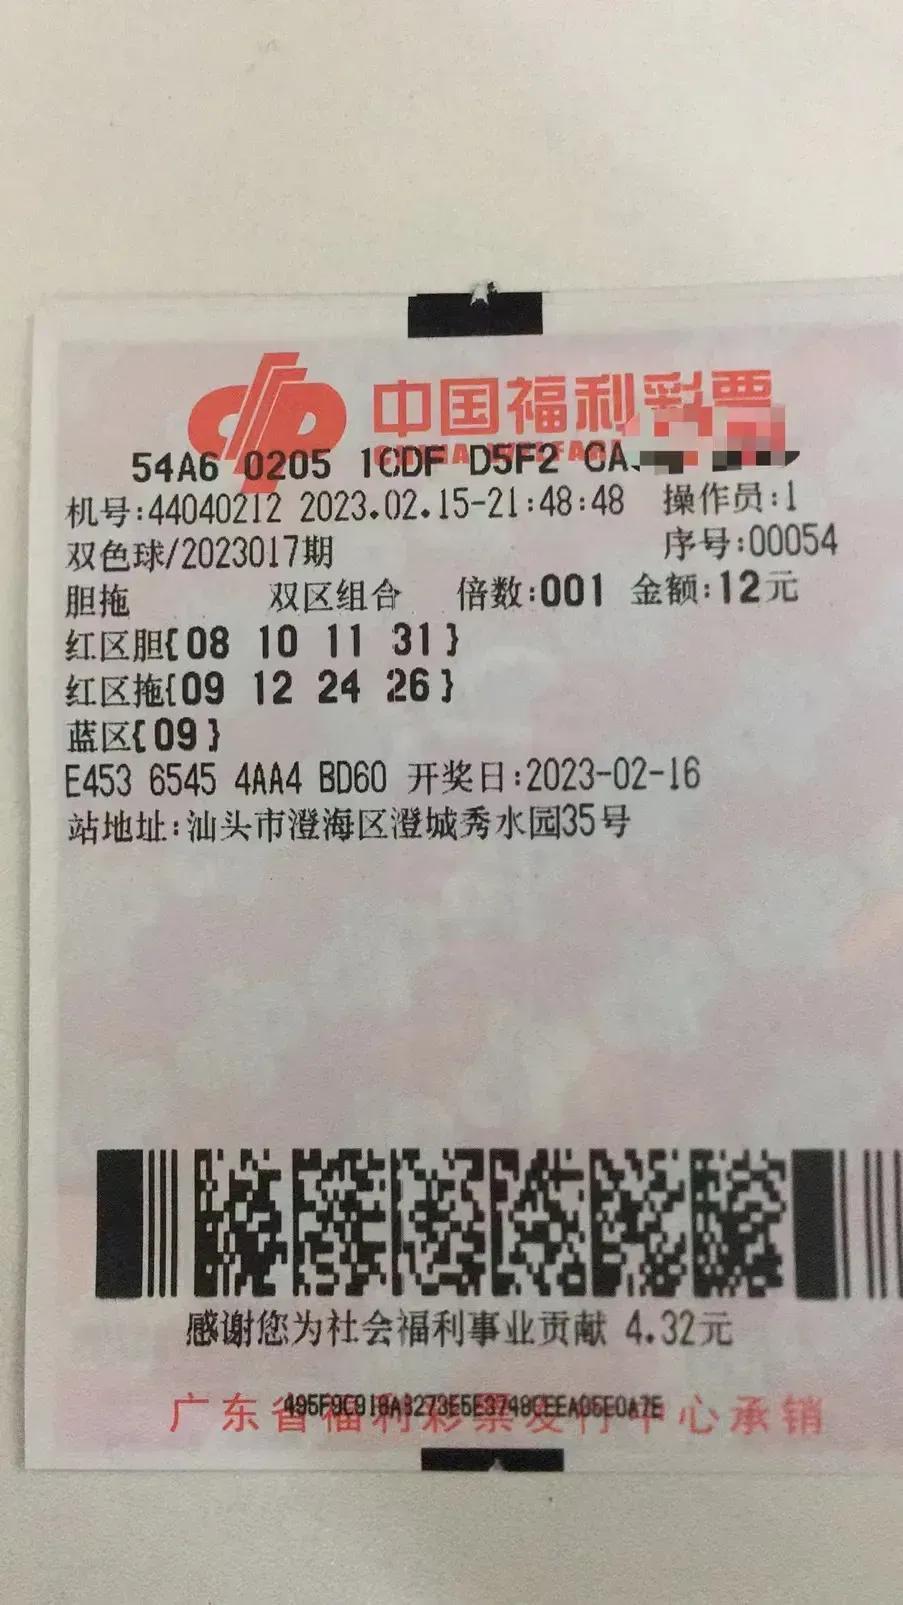 中国福利彩票
54A6 0205 1CDF D5F2 CA
机号:44040212 2023.02.15-21:48:48 操作员:1
双色球/2023017期 序号:00054
胆拖 双区组合 倍数:001 金额:12元
红区胆{08 10 11 31}
红区拖{09 12 24 26}
蓝区{09}
E453 6545 4AA4 BD60 开奖日:2023-02-16
站地址:汕头市澄海区澄城秀水园35号
感谢您为社会福利事业贡献 4.32元
广东省福利彩票发行中心承销